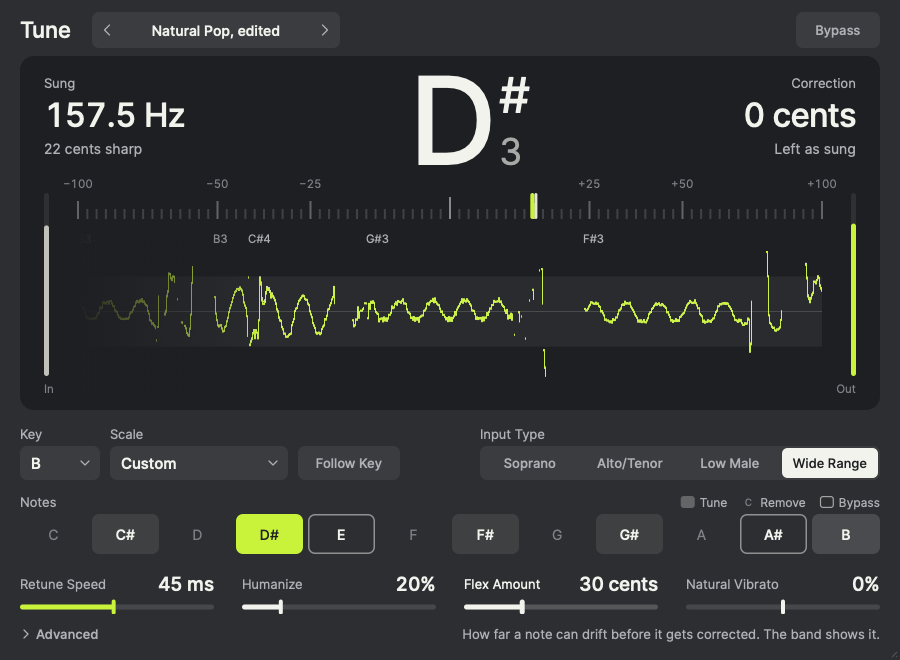 Tune
Natural Pop, edited
Bypass
Sung
157.5 Hz
22 cents sharp
D#
3
Correction
0 cents
Left as sung
−100 −50 −25 +25 +50 +100
B3 C#4 G#3 F#3
In
Out
Key
B
Scale
Custom
Follow Key
Input Type
Soprano Alto/Tenor Low Male Wide Range
Notes
Tune C Remove Bypass
C C# D D# E F F# G G# A A# B
Retune Speed 45 ms
Humanize 20%
Flex Amount 30 cents
Natural Vibrato 0%
Advanced
How far a note can drift before it gets corrected. The band shows it.